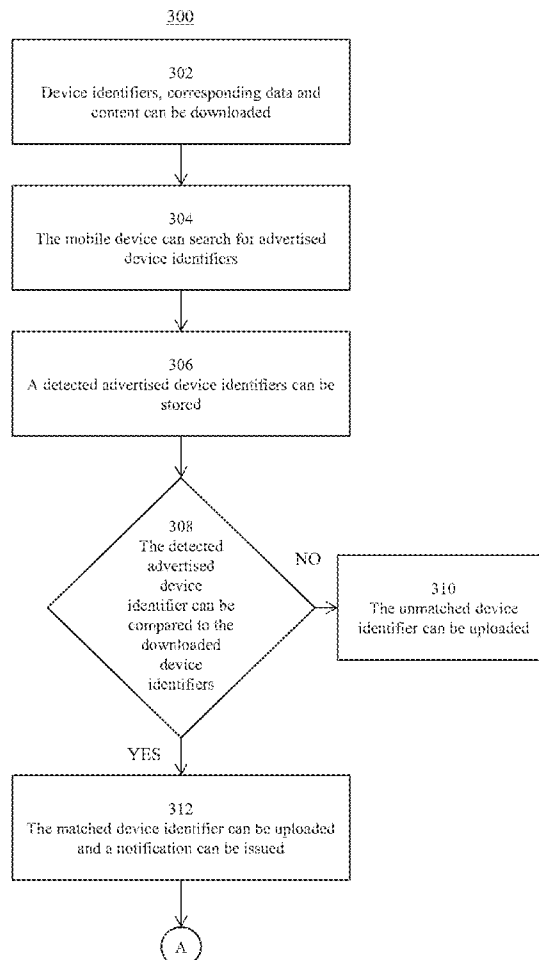 300
302
Device identifiers, corresponding data and
content can be downloaded
304
The mobile device can search for advertised
device identifiers
306
A detected advertised device identifiers can be
stored
308
The detected
advertised
device
identifier can be
compared to the
downloaded
device
identifiers
NO
310
The unmatched device
identifier can be uploaded
YES
312
The matched device identifier can be uploaded
and a notification can be issued
A